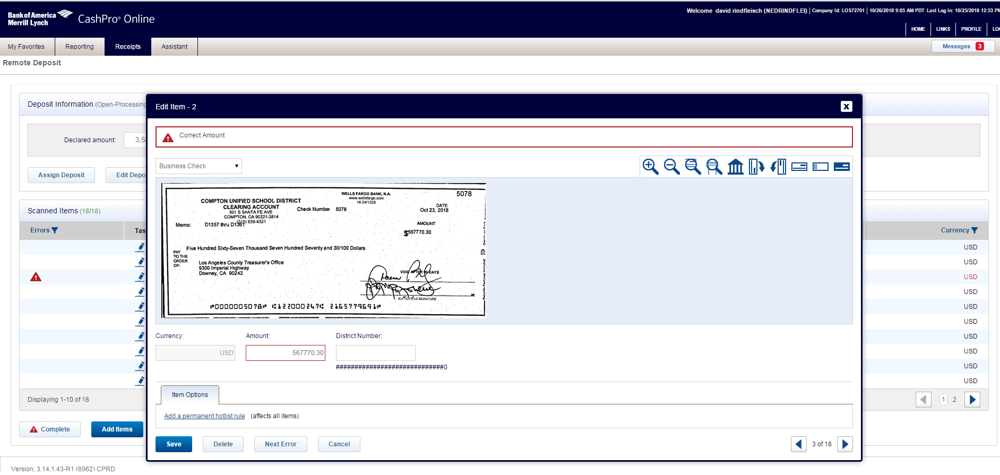 Bank of America
Merrill Lynch
CashPro® Online
Welcome david rindfleisch (NEDRINDFLEI) Company Id: LOS72701 10/26/2018 9:05 AM PDT Last Log In: 10/25/2018 12:53 PM
HOME LINKS PROFILE LO
My Favorites Reporting Receipts Assistant
Messages 3
Remote Deposit
Deposit Information (Open-Processing
Declared amount: 3,58
Assign Deposit Edit Depo
Scanned Items (18/18)
Errors Tas Currency
USD
USD
USD
USD
USD
USD
USD
USD
USD
USD
Displaying 1-10 of 18
1 2
Complete Add Items
Version: 3.14.1.43-R1 (8962) CPRD
Edit Item - 2
X
Correct Amount
Business Check
WELLS FARGO BANK, N.A.
www.wellsfargo.com
16-24/1220
5078
COMPTON UNIFIED SCHOOL DISTRICT
CLEARING ACCOUNT
501 S SANTA FE AVE
COMPTON, CA 90221-3814
(310) 639-4321
Check Number 5078
DATE
Oct 23, 2018
Memo: D1357 thru D1361
AMOUNT
$567770.30
Five Hundred Sixty-Seven Thousand Seven Hundred Seventy and 30/100 Dollars
PAY
TO THE
ORDER
OF:
Los Angeles County Treasurer's Office
9300 Imperial Highway
Downey, CA 90242
VOID AFTER 90 DAYS
AUTHORIZED SIGNATURE
Security Features Included
Details on Back
⑈0000005078⑈ ⑆122000247⑆ 2165779691⑈
Currency: Amount: District Number:
USD 567770.30
#############################0
Item Options
Add a permanent hotlist rule (affects all items)
Save Delete Next Error Cancel
3 of 18